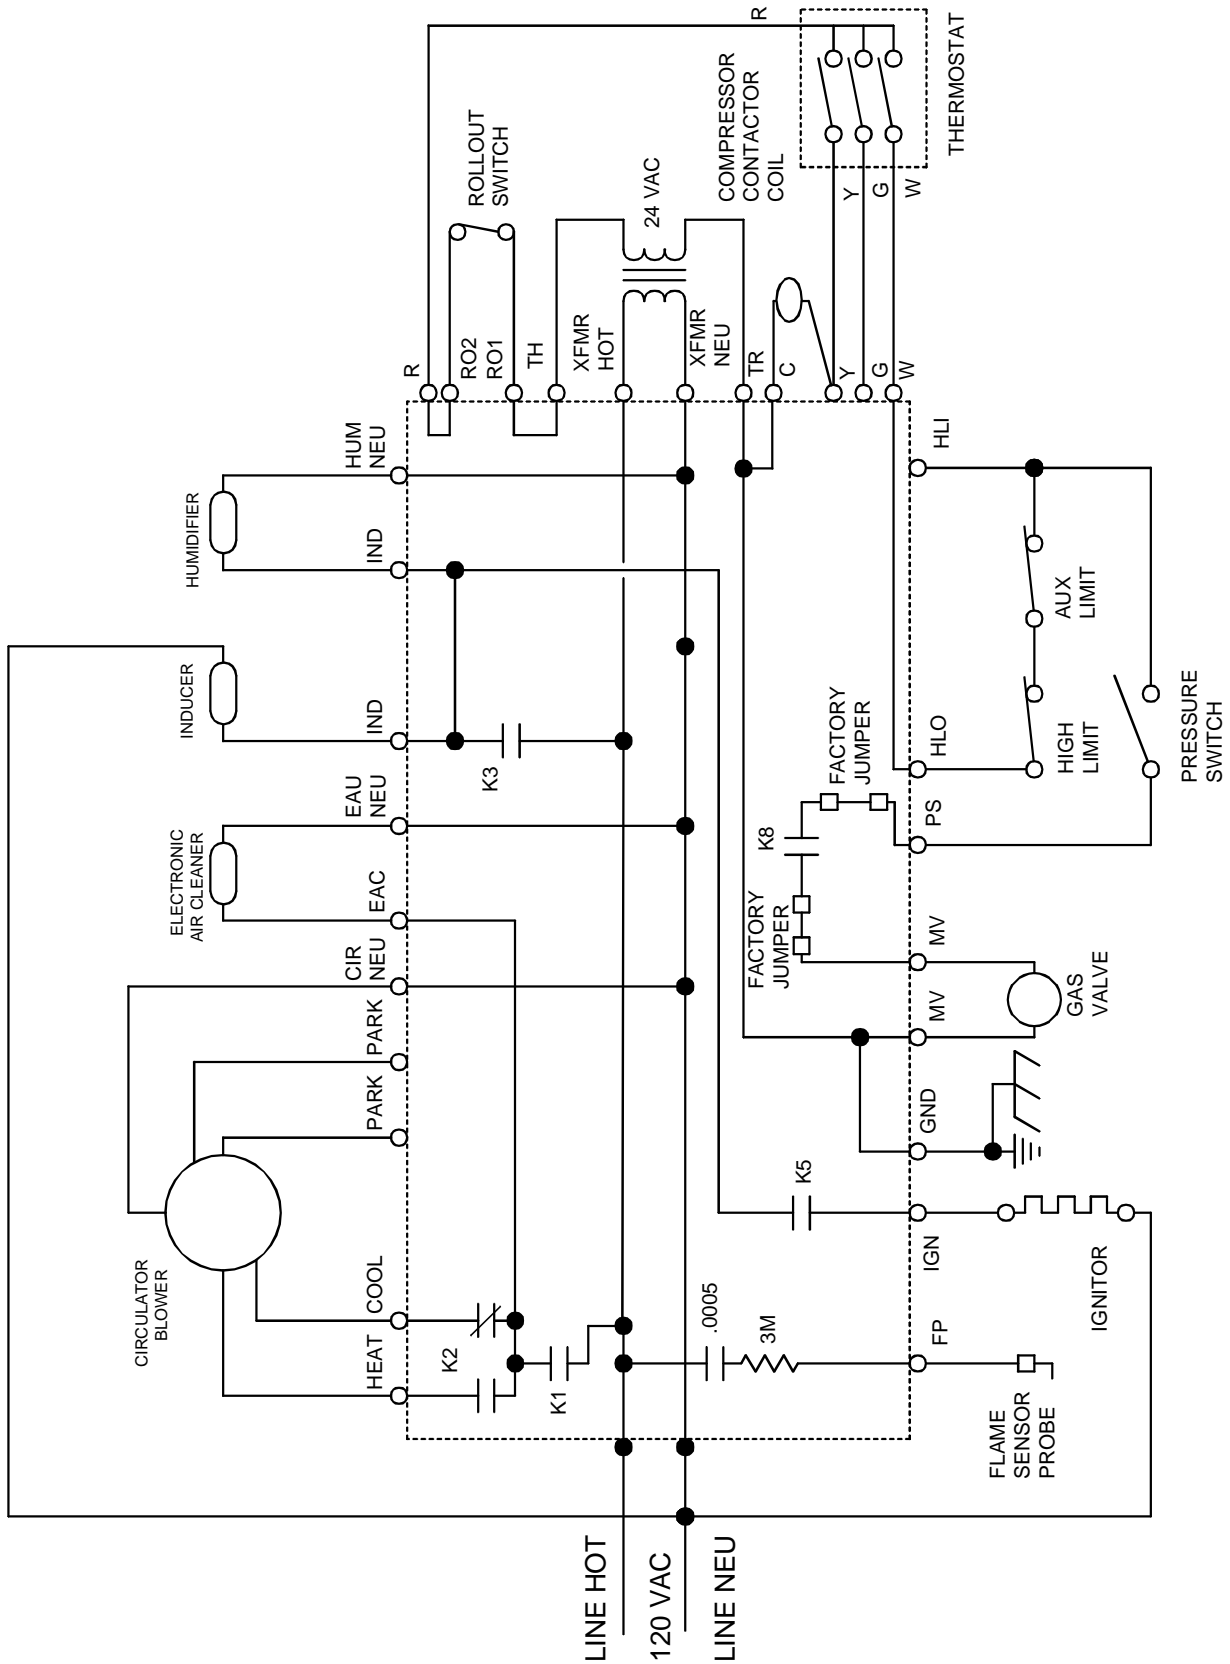 LINE HOT
120 VAC
LINE NEU
CIRCULATOR
BLOWER
HEAT
COOL
PARK
PARK
CIR
NEU
ELECTRONIC
AIR CLEANER
EAC
EAU
NEU
INDUCER
IND
HUMIDIFIER
IND
HUM
NEU
R
ROLLOUT
SWITCH
RO2
RO1
TH
XFMR
HOT
24 VAC
XFMR
NEU
TR
C
COMPRESSOR
CONTACTOR
COIL
R
Y
G
W
Y
G
W
THERMOSTAT
K2
K1
K3
.0005
3M
K5
FACTORY
JUMPER
K8
FACTORY
JUMPER
FP
IGN
GND
MV
MV
PS
HLO
HLI
FLAME
SENSOR
PROBE
IGNITOR
GAS
VALVE
HIGH
LIMIT
AUX
LIMIT
PRESSURE
SWITCH